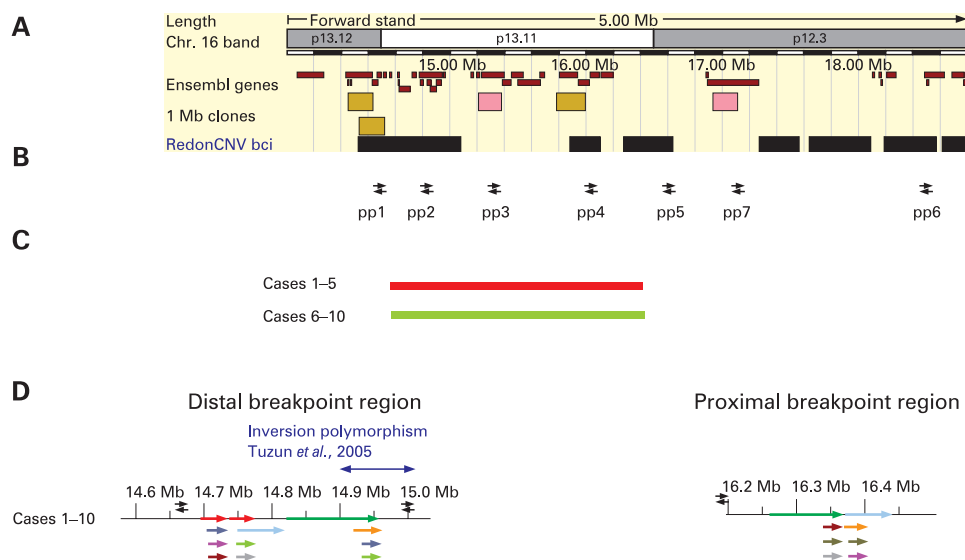 A
Length
Forward stand
5.00 Mb
Chr. 16 band
p13.12
p13.11
p12.3
15.00 Mb
16.00 Mb
17.00 Mb
18.00 Mb
Ensembl genes
1 Mb clones
RedonCNV bci
B
pp1
pp2
pp3
pp4
pp5
pp7
pp6
C
Cases 1–5
Cases 6–10
D
Distal breakpoint region
Proximal breakpoint region
Inversion polymorphism
Tuzun et al., 2005
14.6 Mb
14.7 Mb
14.8 Mb
14.9 Mb
15.0 Mb
16.2 Mb
16.3 Mb
16.4 Mb
Cases 1–10